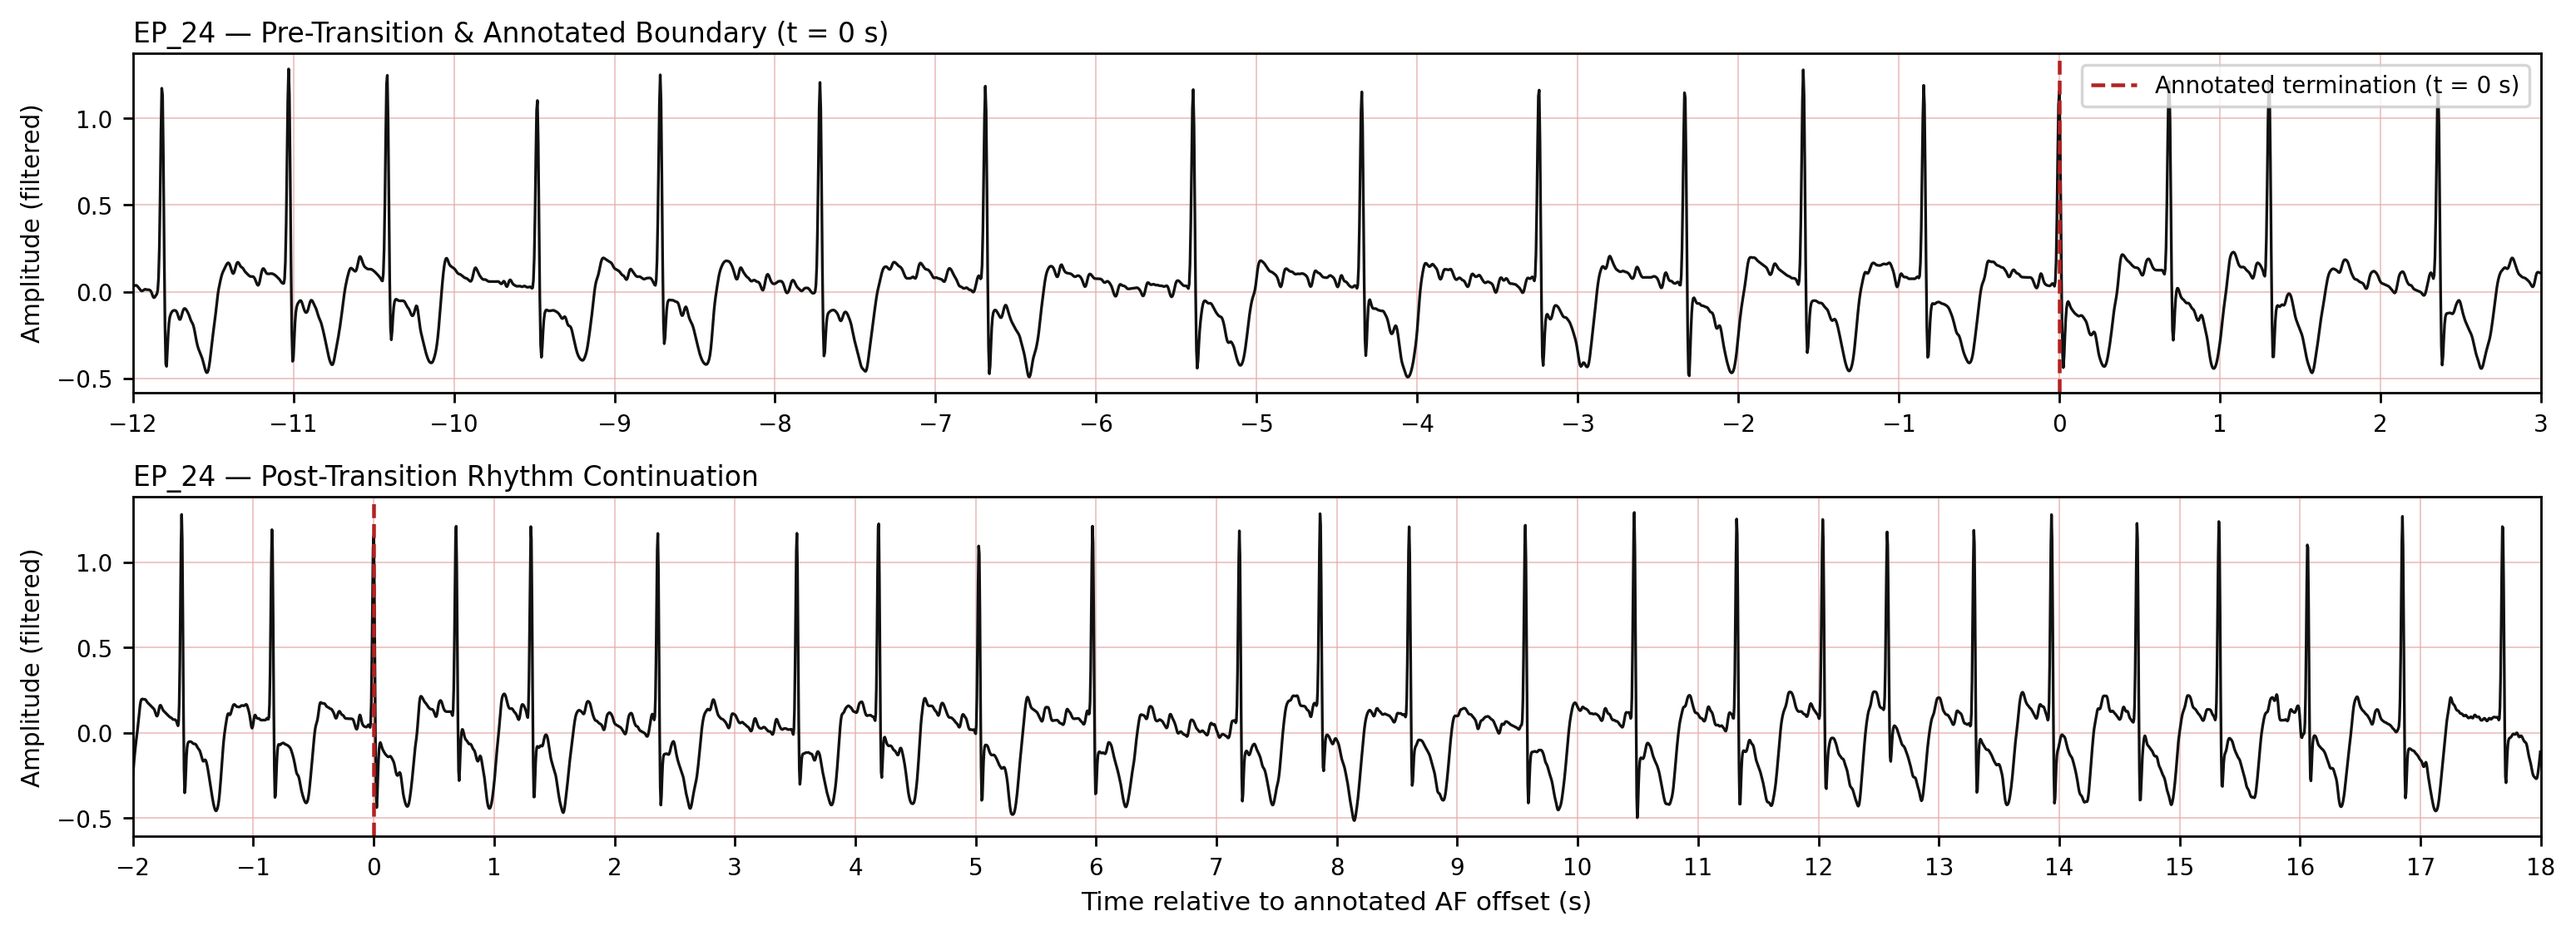 EP_24 — Pre-Transition & Annotated Boundary (t = 0 s)
Amplitude (filtered)
1.0
0.5
0.0
−0.5
Annotated termination (t = 0 s)
−12 −11 −10 −9 −8 −7 −6 −5 −4 −3 −2 −1 0 1 2 3
EP_24 — Post-Transition Rhythm Continuation
Amplitude (filtered)
1.0
0.5
0.0
−0.5
−2 −1 0 1 2 3 4 5 6 7 8 9 10 11 12 13 14 15 16 17 18
Time relative to annotated AF offset (s)